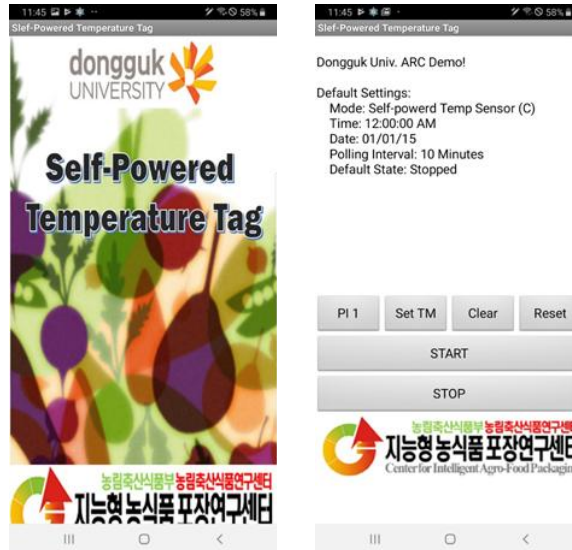 11:45
58%
Slef-Powered Temperature Tag
dongguk
UNIVERSITY
Self-Powered
Temperature Tag
농림축산식품부 농림축산식품연구센터
지능형 농식품 포장연구센터
11:45
58%
Slef-Powered Temperature Tag
Dongguk Univ. ARC Demo!
Default Settings:
Mode: Self-powerd Temp Sensor (C)
Time: 12:00:00 AM
Date: 01/01/15
Polling Interval: 10 Minutes
Default State: Stopped
PI 1 Set TM Clear Reset
START
STOP
농림축산식품부 농림축산식품연구센터
지능형 농식품 포장연구센터
Center for Intelligent Agro-Food Packaging